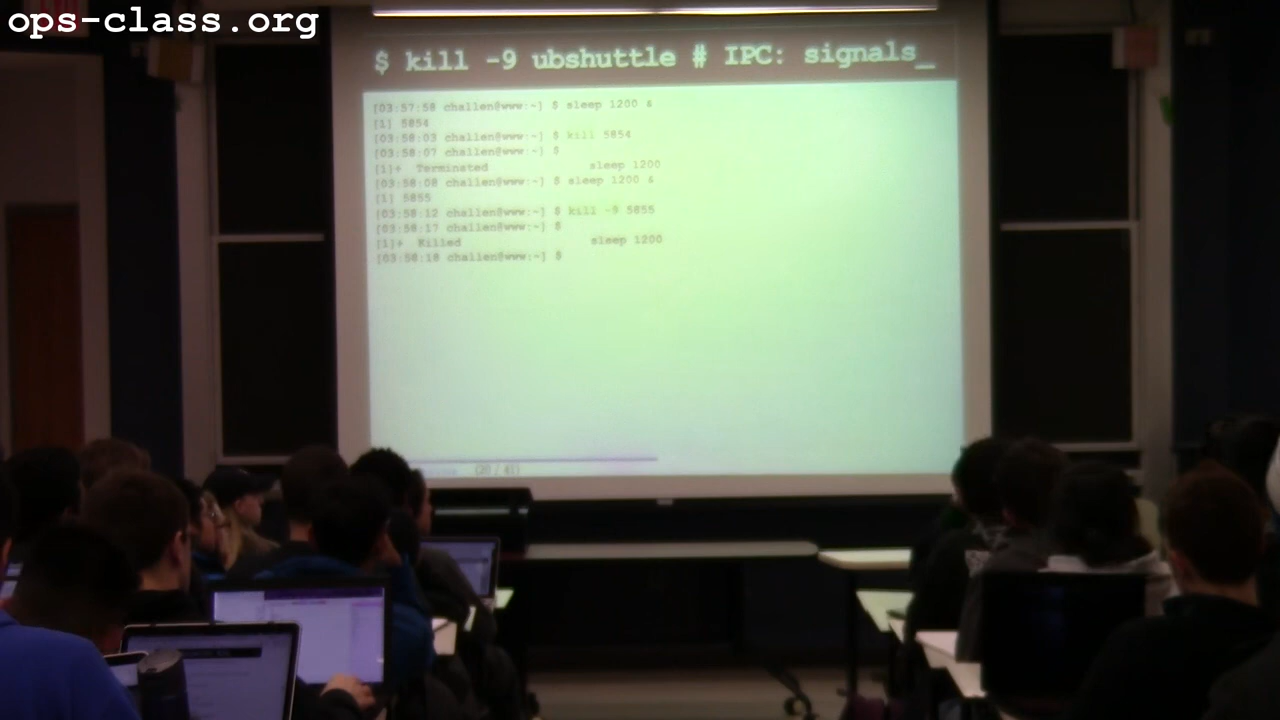 ops-class.org
$ kill -9 ubshuttle # IPC: signals_
[03:57:58 challen@www:~] $ sleep 1200 &
[1] 5854
[03:58:03 challen@www:~] $ kill 5854
[03:58:07 challen@www:~] $
[1]+ Terminated sleep 1200
[03:58:08 challen@www:~] $ sleep 1200 &
[1] 5855
[03:58:12 challen@www:~] $ kill -9 5855
[03:58:17 challen@www:~] $
[1]+ Killed sleep 1200
[03:58:18 challen@www:~] $